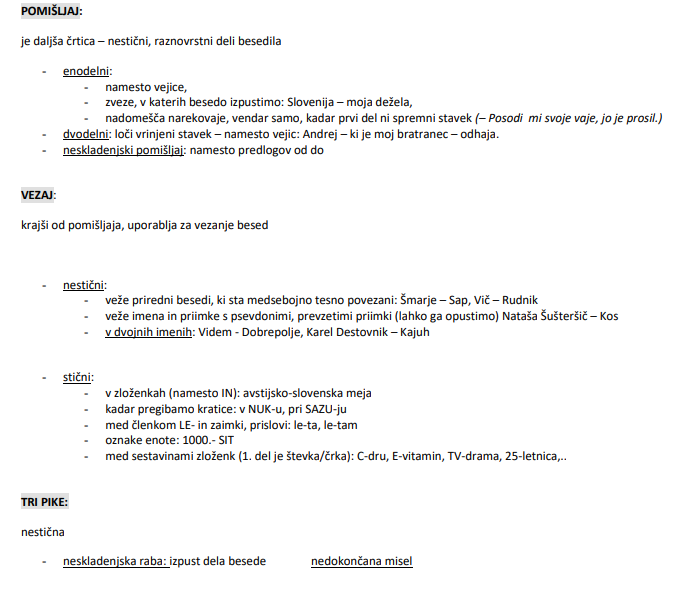 POMIŠLJAJ:
je daljša črtica – nestični, raznovrstni deli besedila
- enodelni:
- namesto vejice,
- zveze, v katerih besedo izpustimo: Slovenija – moja dežela,
- nadomešča narekovaje, vendar samo, kadar prvi del ni spremni stavek (– Posodi mi svoje vaje, jo je prosil.)
- dvodelni: loči vrinjeni stavek – namesto vejic: Andrej – ki je moj bratranec – odhaja.
- neskladenjski pomišljaj: namesto predlogov od do
VEZAJ:
krajši od pomišljaja, uporablja za vezanje besed
- nestični:
- veže priredni besedi, ki sta medsebojno tesno povezani: Šmarje – Sap, Vič – Rudnik
- veže imena in priimke s psevdonimi, prevzetimi priimki (lahko ga opustimo) Nataša Šušteršič – Kos
- v dvojnih imenih: Videm - Dobrepolje, Karel Destovnik – Kajuh
- stični:
- v zloženkah (namesto IN): avstijsko-slovenska meja
- kadar pregibamo kratice: v NUK-u, pri SAZU-ju
- med členkom LE- in zaimki, prislovi: le-ta, le-tam
- oznake enote: 1000.- SIT
- med sestavinami zloženk (1. del je števka/črka): C-dru, E-vitamin, TV-drama, 25-letnica,..
TRI PIKE:
nestična
- neskladenjska raba: izpust dela besede nedokončana misel